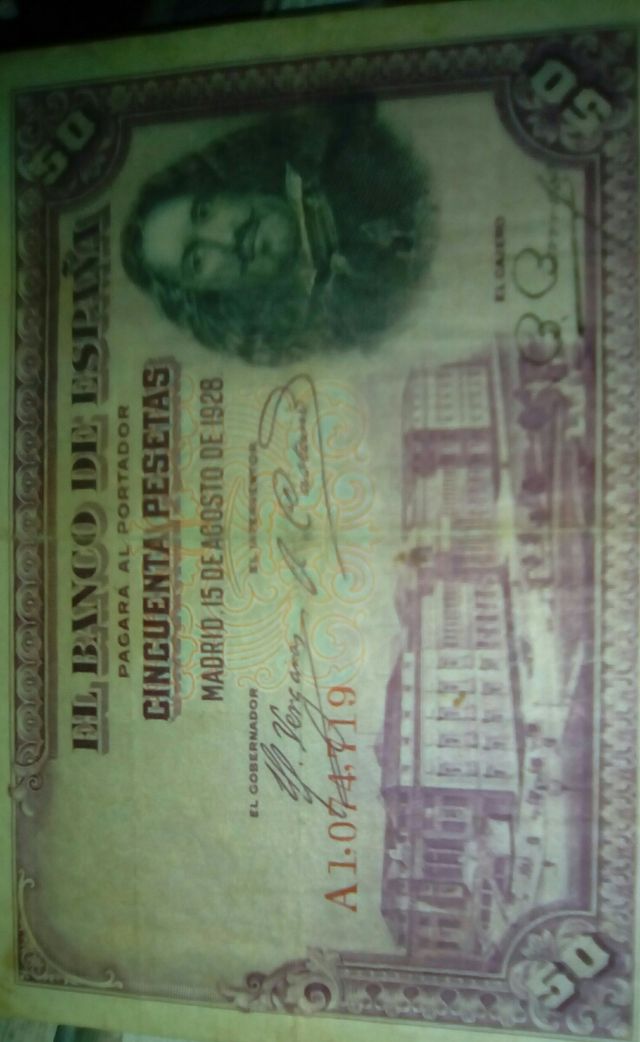 50
50
EL BANCO DE ESPAÑA
PAGARÁ AL PORTADOR
CINCUENTA PESETAS
MADRID, 15 DE AGOSTO DE 1928
EL GOBERNADOR
EL INTERVENTOR
EL CAJERO
A1.074,719
50